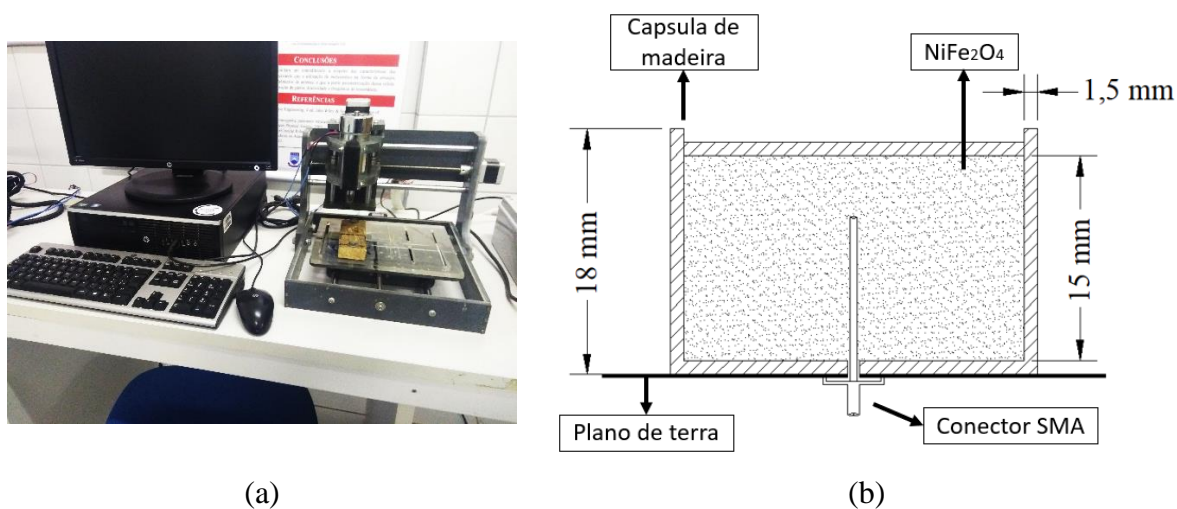 CONCLUSÕES
REFERÊNCIAS
Capsula de
madeira
NiFe2O4
1,5 mm
18 mm
15 mm
Plano de terra
Conector SMA
(a)
(b)